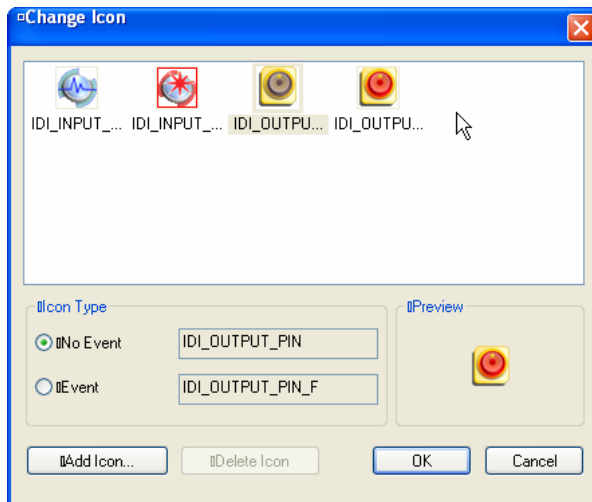 Change Icon
IDI_INPUT_... IDI_INPUT_... IDI_OUTPU... IDI_OUTPU...
Icon Type
Preview
No Event
IDI_OUTPUT_PIN
Event
IDI_OUTPUT_PIN_F
Add Icon...
Delete Icon
OK
Cancel